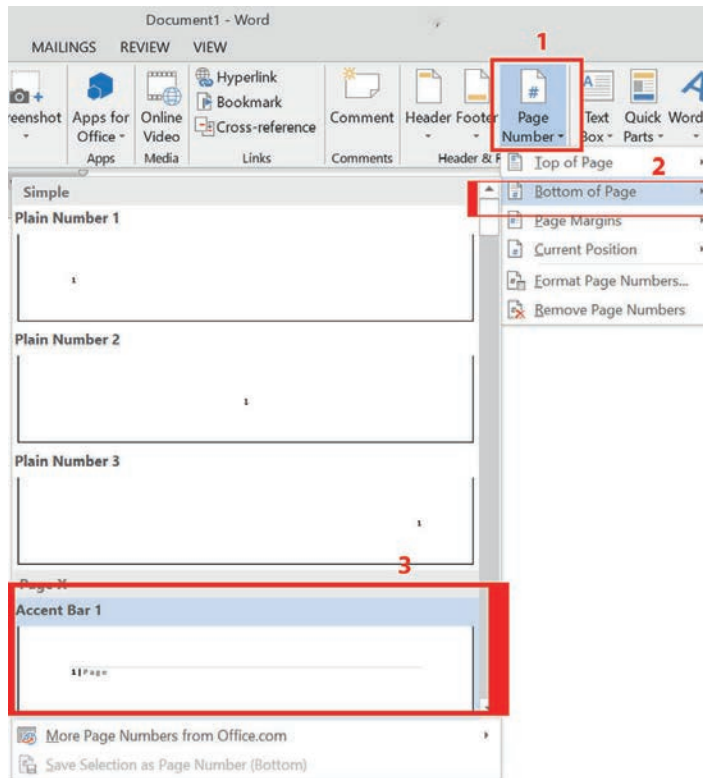 Document1 - Word
MAILINGS REVIEW VIEW
1
Hyperlink
Bookmark
Cross-reference
reenshot
Apps for Office
Online Video
Comment
Header
Footer
Page Number
Text Box
Quick Parts
Word
Apps
Media
Links
Comments
Header & F
Top of Page
2
Bottom of Page
Page Margins
Current Position
Format Page Numbers...
Remove Page Numbers
Simple
Plain Number 1
1
Plain Number 2
1
Plain Number 3
1
3
Page X
Accent Bar 1
1|Page
More Page Numbers from Office.com
Save Selection as Page Number (Bottom)